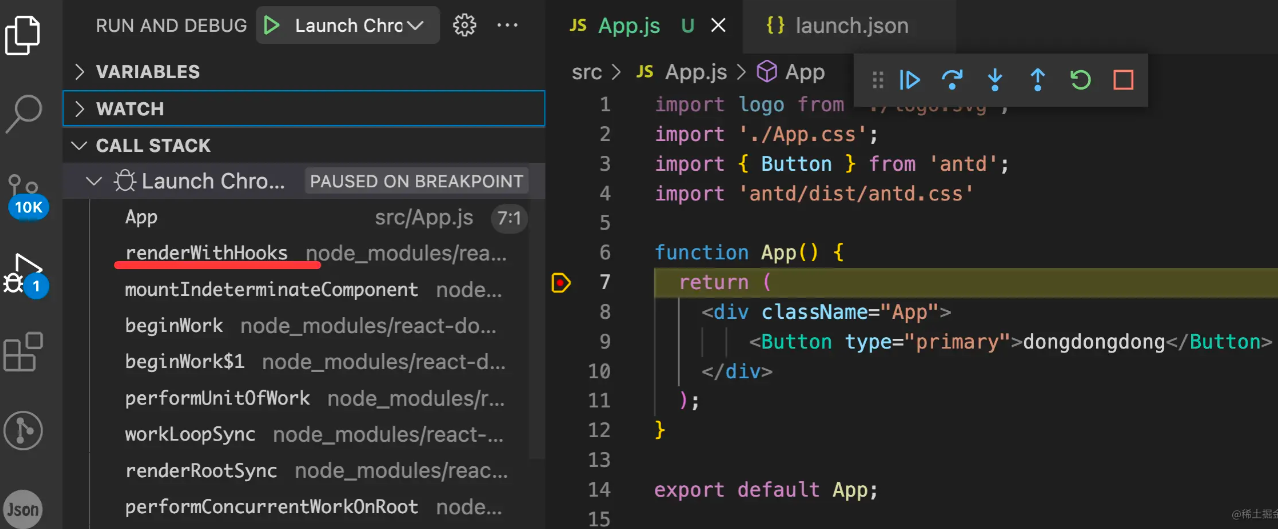 RUN AND DEBUG Launch Chrc
VARIABLES
WATCH
CALL STACK
Launch Chro... PAUSED ON BREAKPOINT
App src/App.js 7:1
renderWithHooks node_modules/rea...
mountIndeterminateComponent node...
beginWork node_modules/react-do...
beginWork$1 node_modules/react-d...
performUnitOfWork node_modules/r...
workLoopSync node_modules/react-...
renderRootSync node_modules/reac...
performConcurrentWorkOnRoot node...
10K
1
Json
JS App.js U
{} launch.json
src > JS App.js > App
1 import logo from './logo.svg';
2 import './App.css';
3 import { Button } from 'antd';
4 import 'antd/dist/antd.css'
5
6 function App() {
7 return (
8 <div className="App">
9 <Button type="primary">dongdongdong</Button>
10 </div>
11 );
12 }
13
14 export default App;
15
@稀土掘金